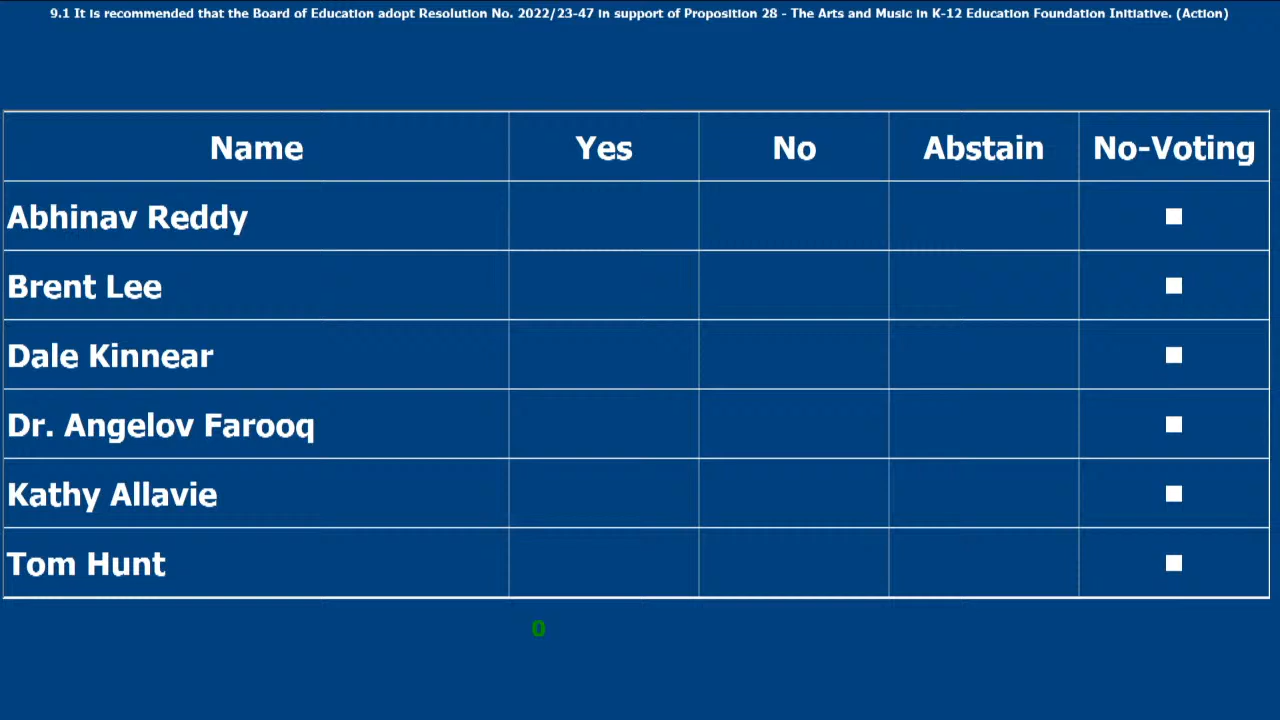 9.1 It is recommended that the Board of Education adopt Resolution No. 2022/23-47 in support of Proposition 28 - The Arts and Music in K-12 Education Foundation Initiative. (Action)
Name Yes No Abstain No-Voting
Abhinav Reddy
Brent Lee
Dale Kinnear
Dr. Angelov Farooq
Kathy Allavie
Tom Hunt
0